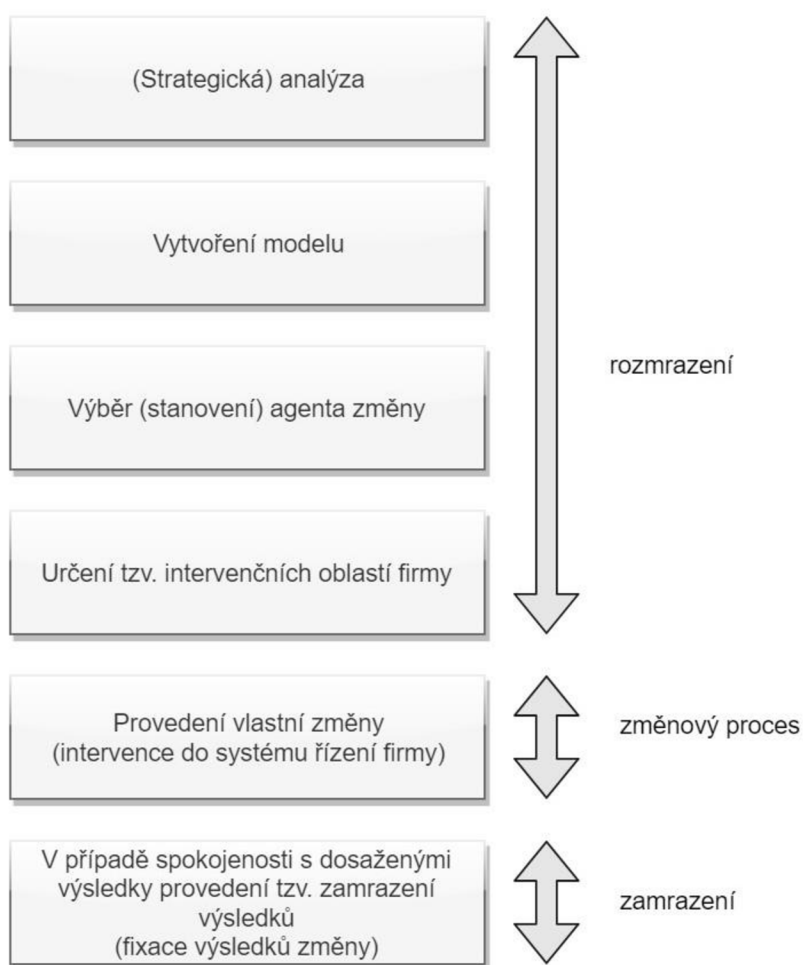 (Strategická) analýza
Vytvoření modelu
Výběr (stanovení) agenta změny
Určení tzv. intervenčních oblastí firmy
rozmrazení
Provedení vlastní změny
(intervence do systému řízení firmy)
změnový proces
V případě spokojenosti s dosaženými
výsledky provedení tzv. zamrazení
výsledků
(fixace výsledků změny)
zamrazení